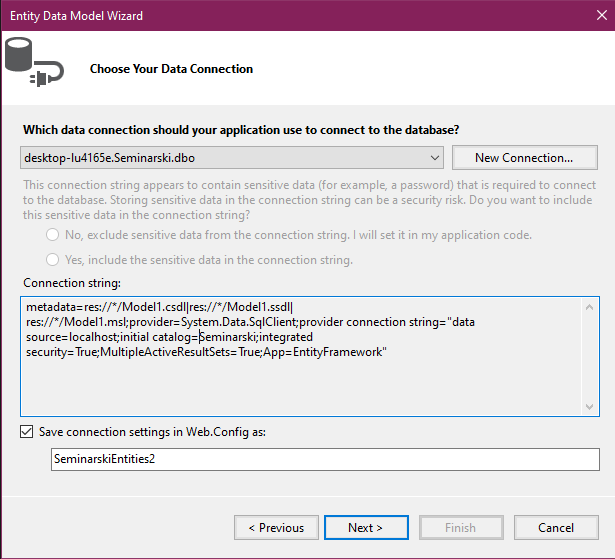 Entity Data Model Wizard
Choose Your Data Connection
Which data connection should your application use to connect to the database?
desktop-lu4165e.Seminarski.dbo
New Connection...
This connection string appears to contain sensitive data (for example, a password) that is required to connect
to the database. Storing sensitive data in the connection string can be a security risk. Do you want to include
this sensitive data in the connection string?
No, exclude sensitive data from the connection string. I will set it in my application code.
Yes, include the sensitive data in the connection string.
Connection string:
metadata=res://*/Model1.csdl|res://*/Model1.ssdl|
res://*/Model1.msl;provider=System.Data.SqlClient;provider connection string="data
source=localhost;initial catalog=Seminarski;integrated
security=True;MultipleActiveResultSets=True;App=EntityFramework"
Save connection settings in Web.Config as:
SeminarskiEntities2
< Previous
Next >
Finish
Cancel